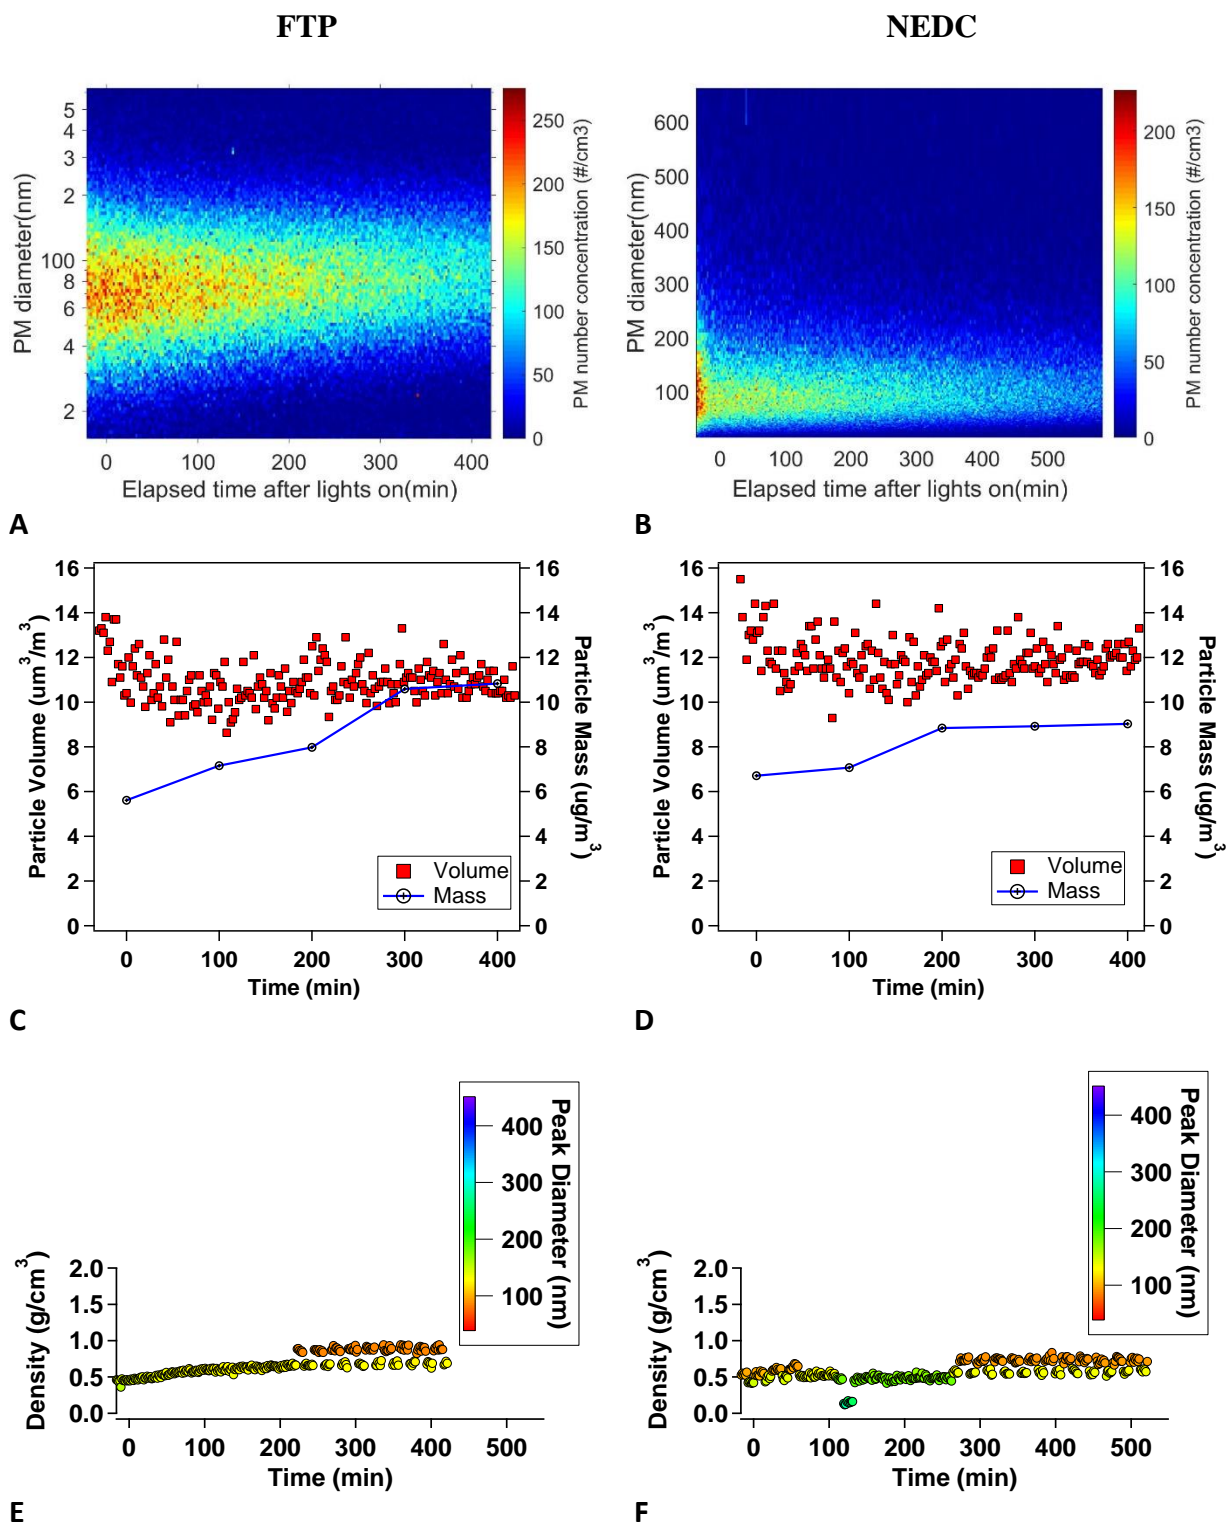 FTP
NEDC
5
4
3
2
100
8
6
4
2
PM diameter(nm)
0 100 200 300 400
Elapsed time after lights on(min)
250
200
150
100
50
0
PM number concentration (#/cm3)
A
600
500
400
300
200
100
PM diameter(nm)
0 100 200 300 400 500
Elapsed time after lights on(min)
200
150
100
50
0
PM number concentration (#/cm3)
B
16
14
12
10
8
6
4
2
0
Particle Volume (um³/m³)
16
14
12
10
8
6
4
2
0
Particle Mass (ug/m³)
Volume
Mass
0 100 200 300 400
Time (min)
C
16
14
12
10
8
6
4
2
0
Particle Volume (um³/m³)
16
14
12
10
8
6
4
2
0
Particle Mass (ug/m³)
Volume
Mass
0 100 200 300 400
Time (min)
D
400
300
200
100
Peak Diameter (nm)
2.0
1.5
1.0
0.5
0.0
Density (g/cm³)
0 100 200 300 400 500
Time (min)
E
400
300
200
100
Peak Diameter (nm)
2.0
1.5
1.0
0.5
0.0
Density (g/cm³)
0 100 200 300 400 500
Time (min)
F